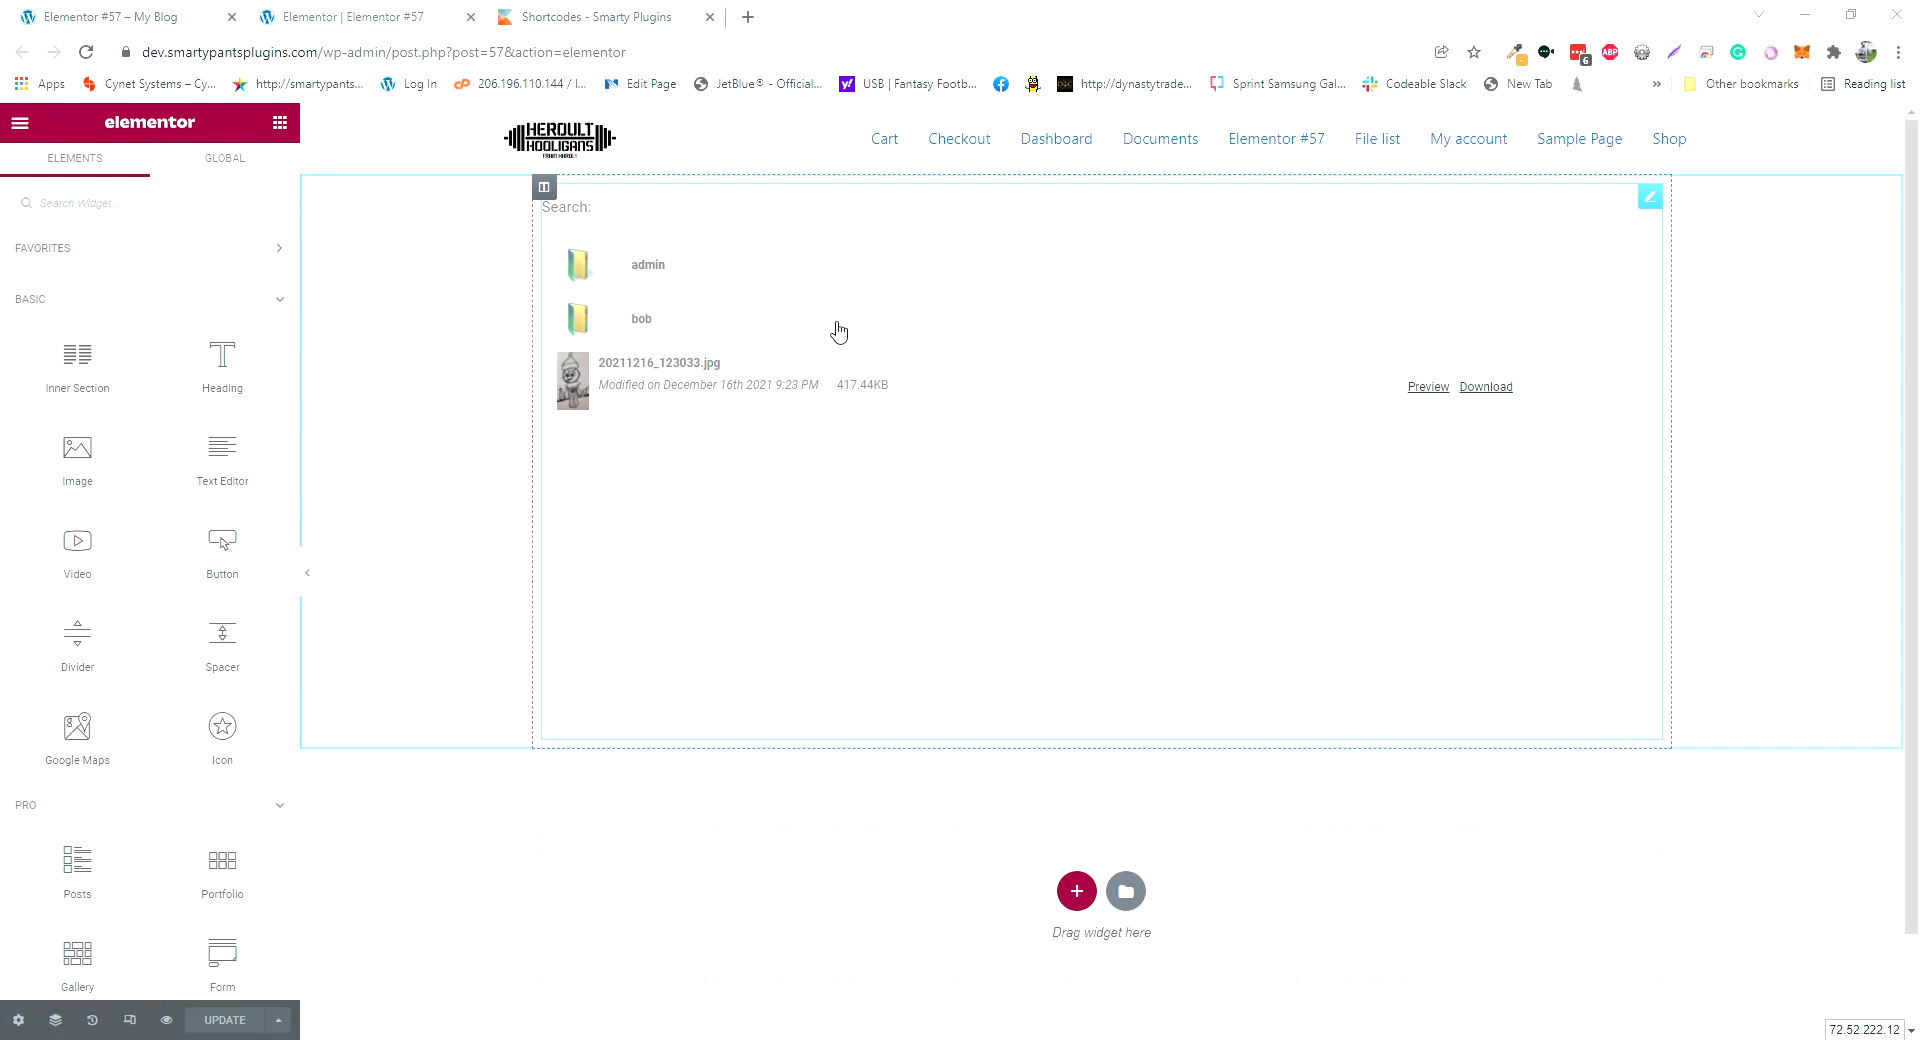 Elementor #57 – My Blog
Elementor | Elementor #57
Shortcodes - Smarty Plugins
dev.smartypantsplugins.com/wp-admin/post.php?post=57&action=elementor
ABP
6
Apps
Cynet Systems – Cy...
http://smartypants...
Log In
206.196.110.144 / l...
Edit Page
JetBlue® - Official...
USB | Fantasy Footb...
http://dynastytrade...
Sprint Samsung Gal...
Codeable Slack
New Tab
»
Other bookmarks
Reading list
elementor
HEROULT
HOOLIGANS
TRAIN HARD!
Cart
Checkout
Dashboard
Documents
Elementor #57
File list
My account
Sample Page
Shop
ELEMENTS
GLOBAL
Search Widget...
FAVORITES
BASIC
Inner Section
Heading
Image
Text Editor
Video
Button
Divider
Spacer
Google Maps
Icon
PRO
Posts
Portfolio
Gallery
Form
UPDATE
Search:
admin
bob
20211216_123033.jpg
Modified on December 16th 2021 9:23 PM 417.44KB
Preview Download
Drag widget here
72.52.222.12